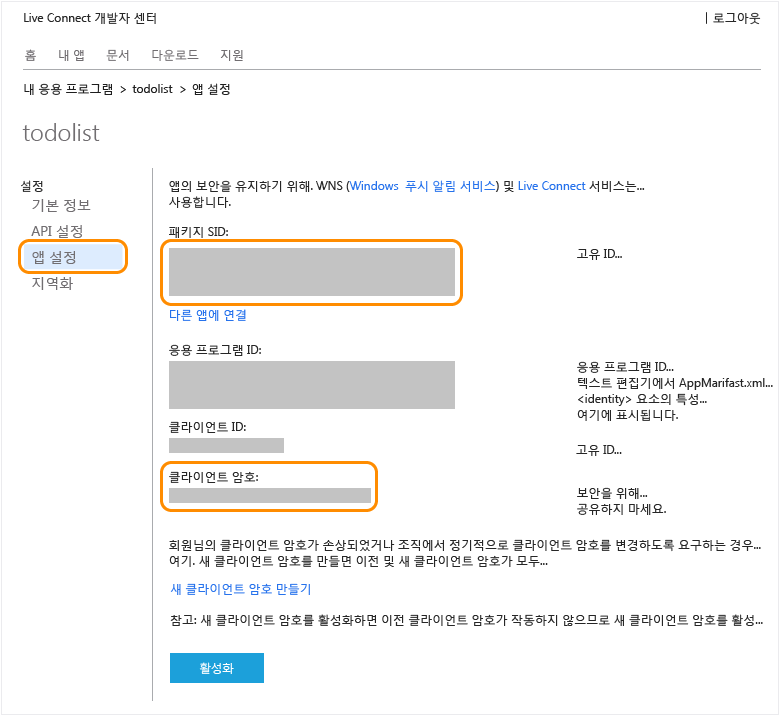 Live Connect 개발자 센터
| 로그아웃
홈 내 앱 문서 다운로드 지원
내 응용 프로그램 > todolist > 앱 설정
todolist
설정
기본 정보
API 설정
앱 설정
지역화
앱의 보안을 유지하기 위해. WNS (Windows 푸시 알림 서비스) 및 Live Connect 서비스는...
사용합니다.
패키지 SID:
고유 ID...
다른 앱에 연결
응용 프로그램 ID:
응용 프로그램 ID...
텍스트 편집기에서 AppMarifast.xml...
<identity> 요소의 특성...
여기에 표시됩니다.
클라이언트 ID:
고유 ID...
클라이언트 암호:
보안을 위해...
공유하지 마세요.
회원님의 클라이언트 암호가 손상되었거나 조직에서 정기적으로 클라이언트 암호를 변경하도록 요구하는 경우...
여기. 새 클라이언트 암호를 만들면 이전 및 새 클라이언트 암호가 모두...
새 클라이언트 암호 만들기
참고: 새 클라이언트 암호를 활성화하면 이전 클라이언트 암호가 작동하지 않으므로 새 클라이언트 암호를 활성...
활성화